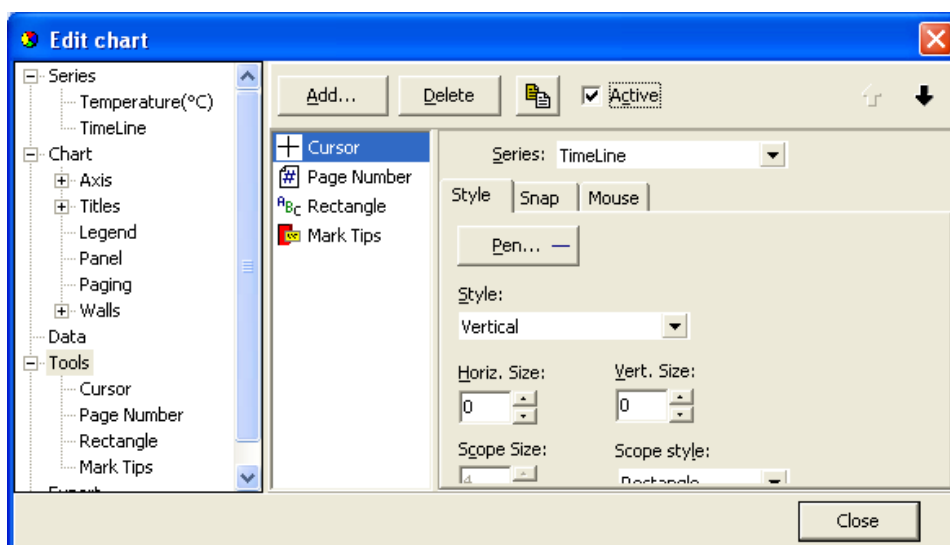 Edit chart
Series
Temperature(°C)
TimeLine
Chart
Axis
Titles
Legend
Panel
Paging
Walls
Data
Tools
Cursor
Page Number
Rectangle
Mark Tips
Add... Delete Active
Cursor
Page Number
Rectangle
Mark Tips
Series: TimeLine
Style Snap Mouse
Pen...
Style:
Vertical
Horiz. Size: Vert. Size:
0 0
Scope Size: Scope style:
4 Rectangle
Close